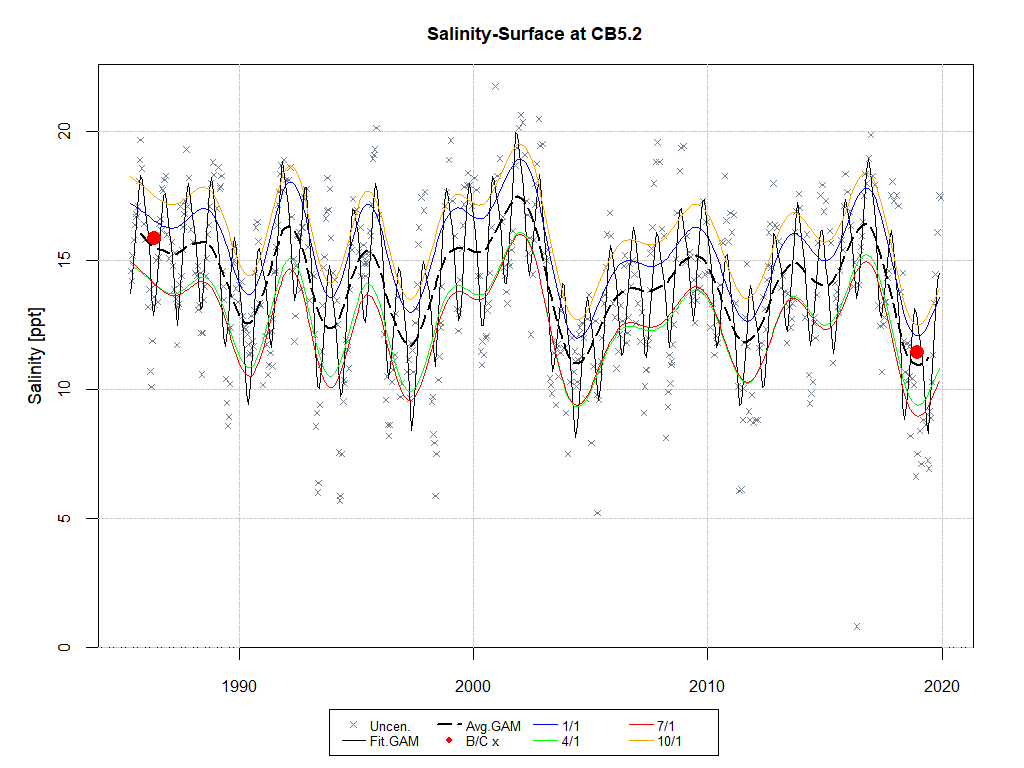 Salinity-Surface at CB5.2
Salinity [ppt]
20
15
10
5
0
1990 2000 2010 2020
Uncen. Avg.GAM 1/1 7/1
Fit.GAM B/C x 4/1 10/1